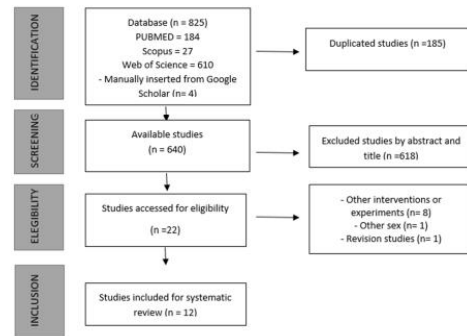 IDENTIFICATION
Database (n = 825)
PUBMED = 184
Scopus = 27
Web of Science = 610
- Manually inserted from Google
Scholar (n= 4)
Duplicated studies (n =185)
SCREENING
Available studies
(n = 640)
Excluded studies by abstract and
title (n =618)
ELEGIBILITY
Studies accessed for eligibility
(n =22)
- Other interventions or
experiments (n= 8)
- Other sex (n= 1)
- Revision studies (n= 1)
INCLUSION
Studies included for systematic
review (n = 12)